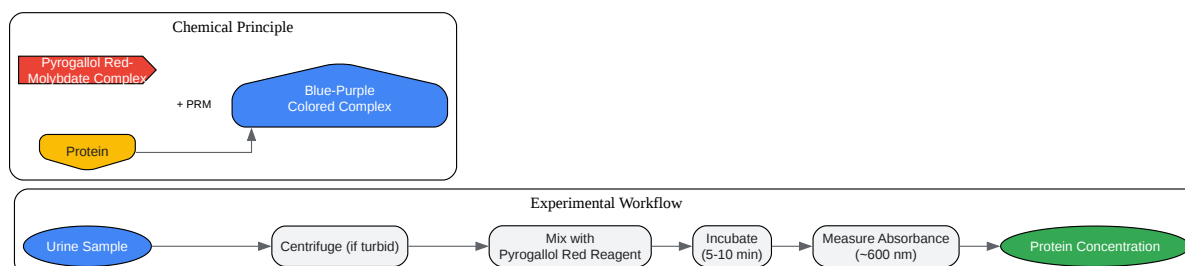 Chemical Principle
Pyrogallol Red-
Molybdate Complex
+ PRM
Blue-Purple
Colored Complex
Protein
Experimental Workflow
Urine Sample
Centrifuge (if turbid)
Mix with
Pyrogallol Red Reagent
Incubate
(5-10 min)
Measure Absorbance
(~600 nm)
Protein Concentration